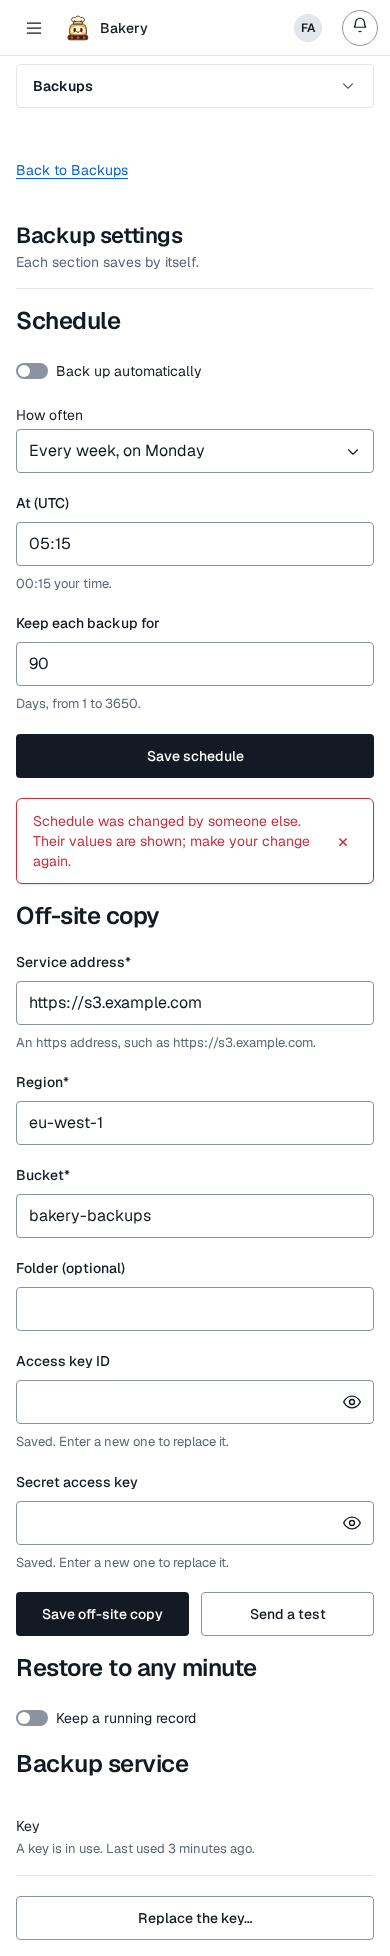 Bakery
FA
Backups
Back to Backups
Backup settings
Each section saves by itself.
Schedule
Back up automatically
How often
Every week, on Monday
At (UTC)
05:15
00:15 your time.
Keep each backup for
90
Days, from 1 to 3650.
Save schedule
Schedule was changed by someone else.
Their values are shown; make your change
again.
Off-site copy
Service address*
https://s3.example.com
An https address, such as https://s3.example.com.
Region*
eu-west-1
Bucket*
bakery-backups
Folder (optional)
Access key ID
Saved. Enter a new one to replace it.
Secret access key
Saved. Enter a new one to replace it.
Save off-site copy
Send a test
Restore to any minute
Keep a running record
Backup service
Key
A key is in use. Last used 3 minutes ago.
Replace the key...